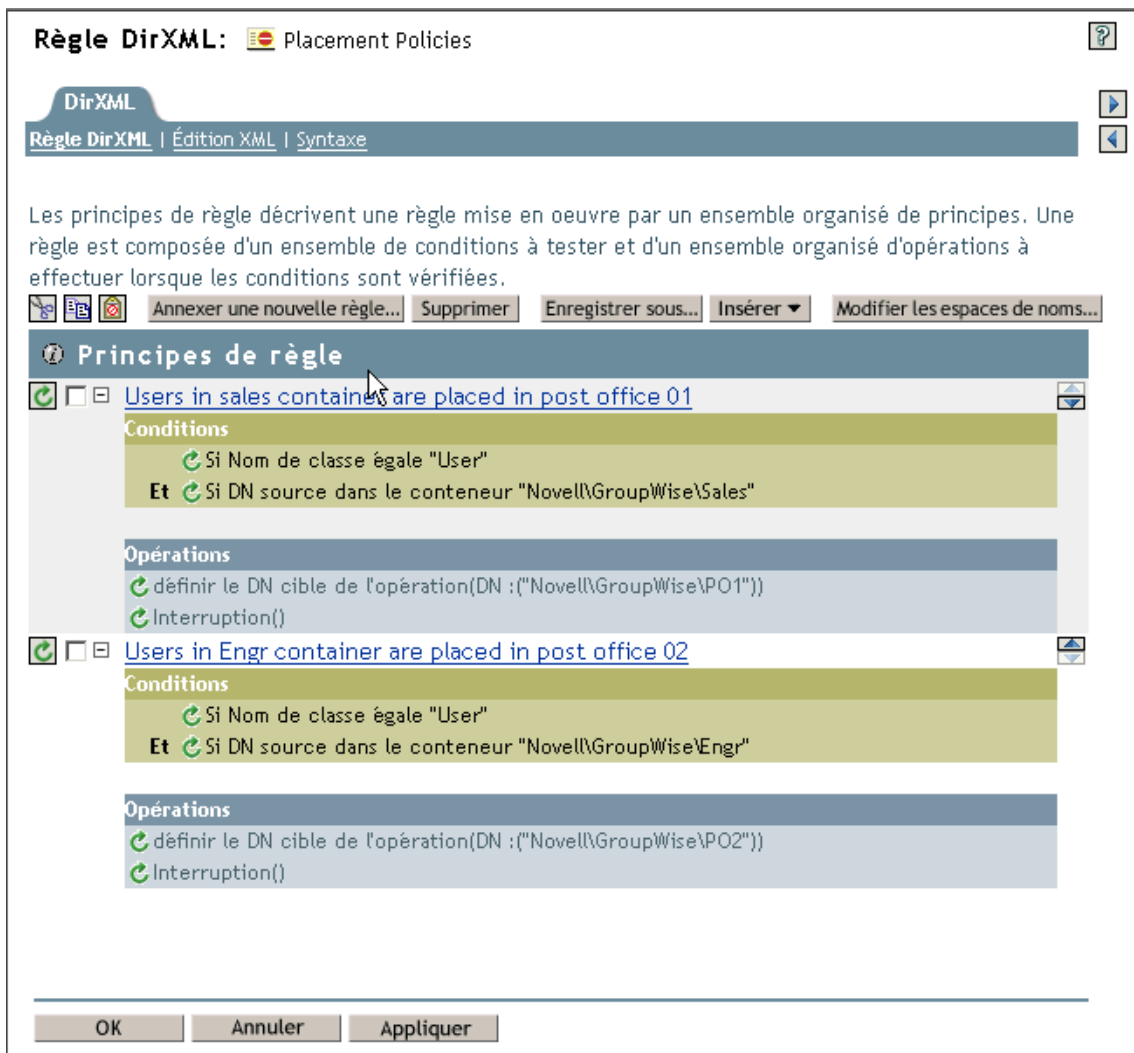 Règle DirXML: Placement Policies
DirXML
Règle DirXML | Édition XML | Syntaxe
Les principes de règle décrivent une règle mise en oeuvre par un ensemble organisé de principes. Une
règle est composée d'un ensemble de conditions à tester et d'un ensemble organisé d'opérations à
effectuer lorsque les conditions sont vérifiées.
Annexer une nouvelle règle... Supprimer Enregistrer sous... Insérer Modifier les espaces de noms...
Principes de règle
Users in sales container are placed in post office 01
Conditions
Si Nom de classe égale "User"
Et Si DN source dans le conteneur "Novell\GroupWise\Sales"
Opérations
définir le DN cible de l'opération(DN :("Novell\GroupWise\PO1"))
Interruption()
Users in Engr container are placed in post office 02
Conditions
Si Nom de classe égale "User"
Et Si DN source dans le conteneur "Novell\GroupWise\Engr"
Opérations
définir le DN cible de l'opération(DN :("Novell\GroupWise\PO2"))
Interruption()
OK Annuler Appliquer